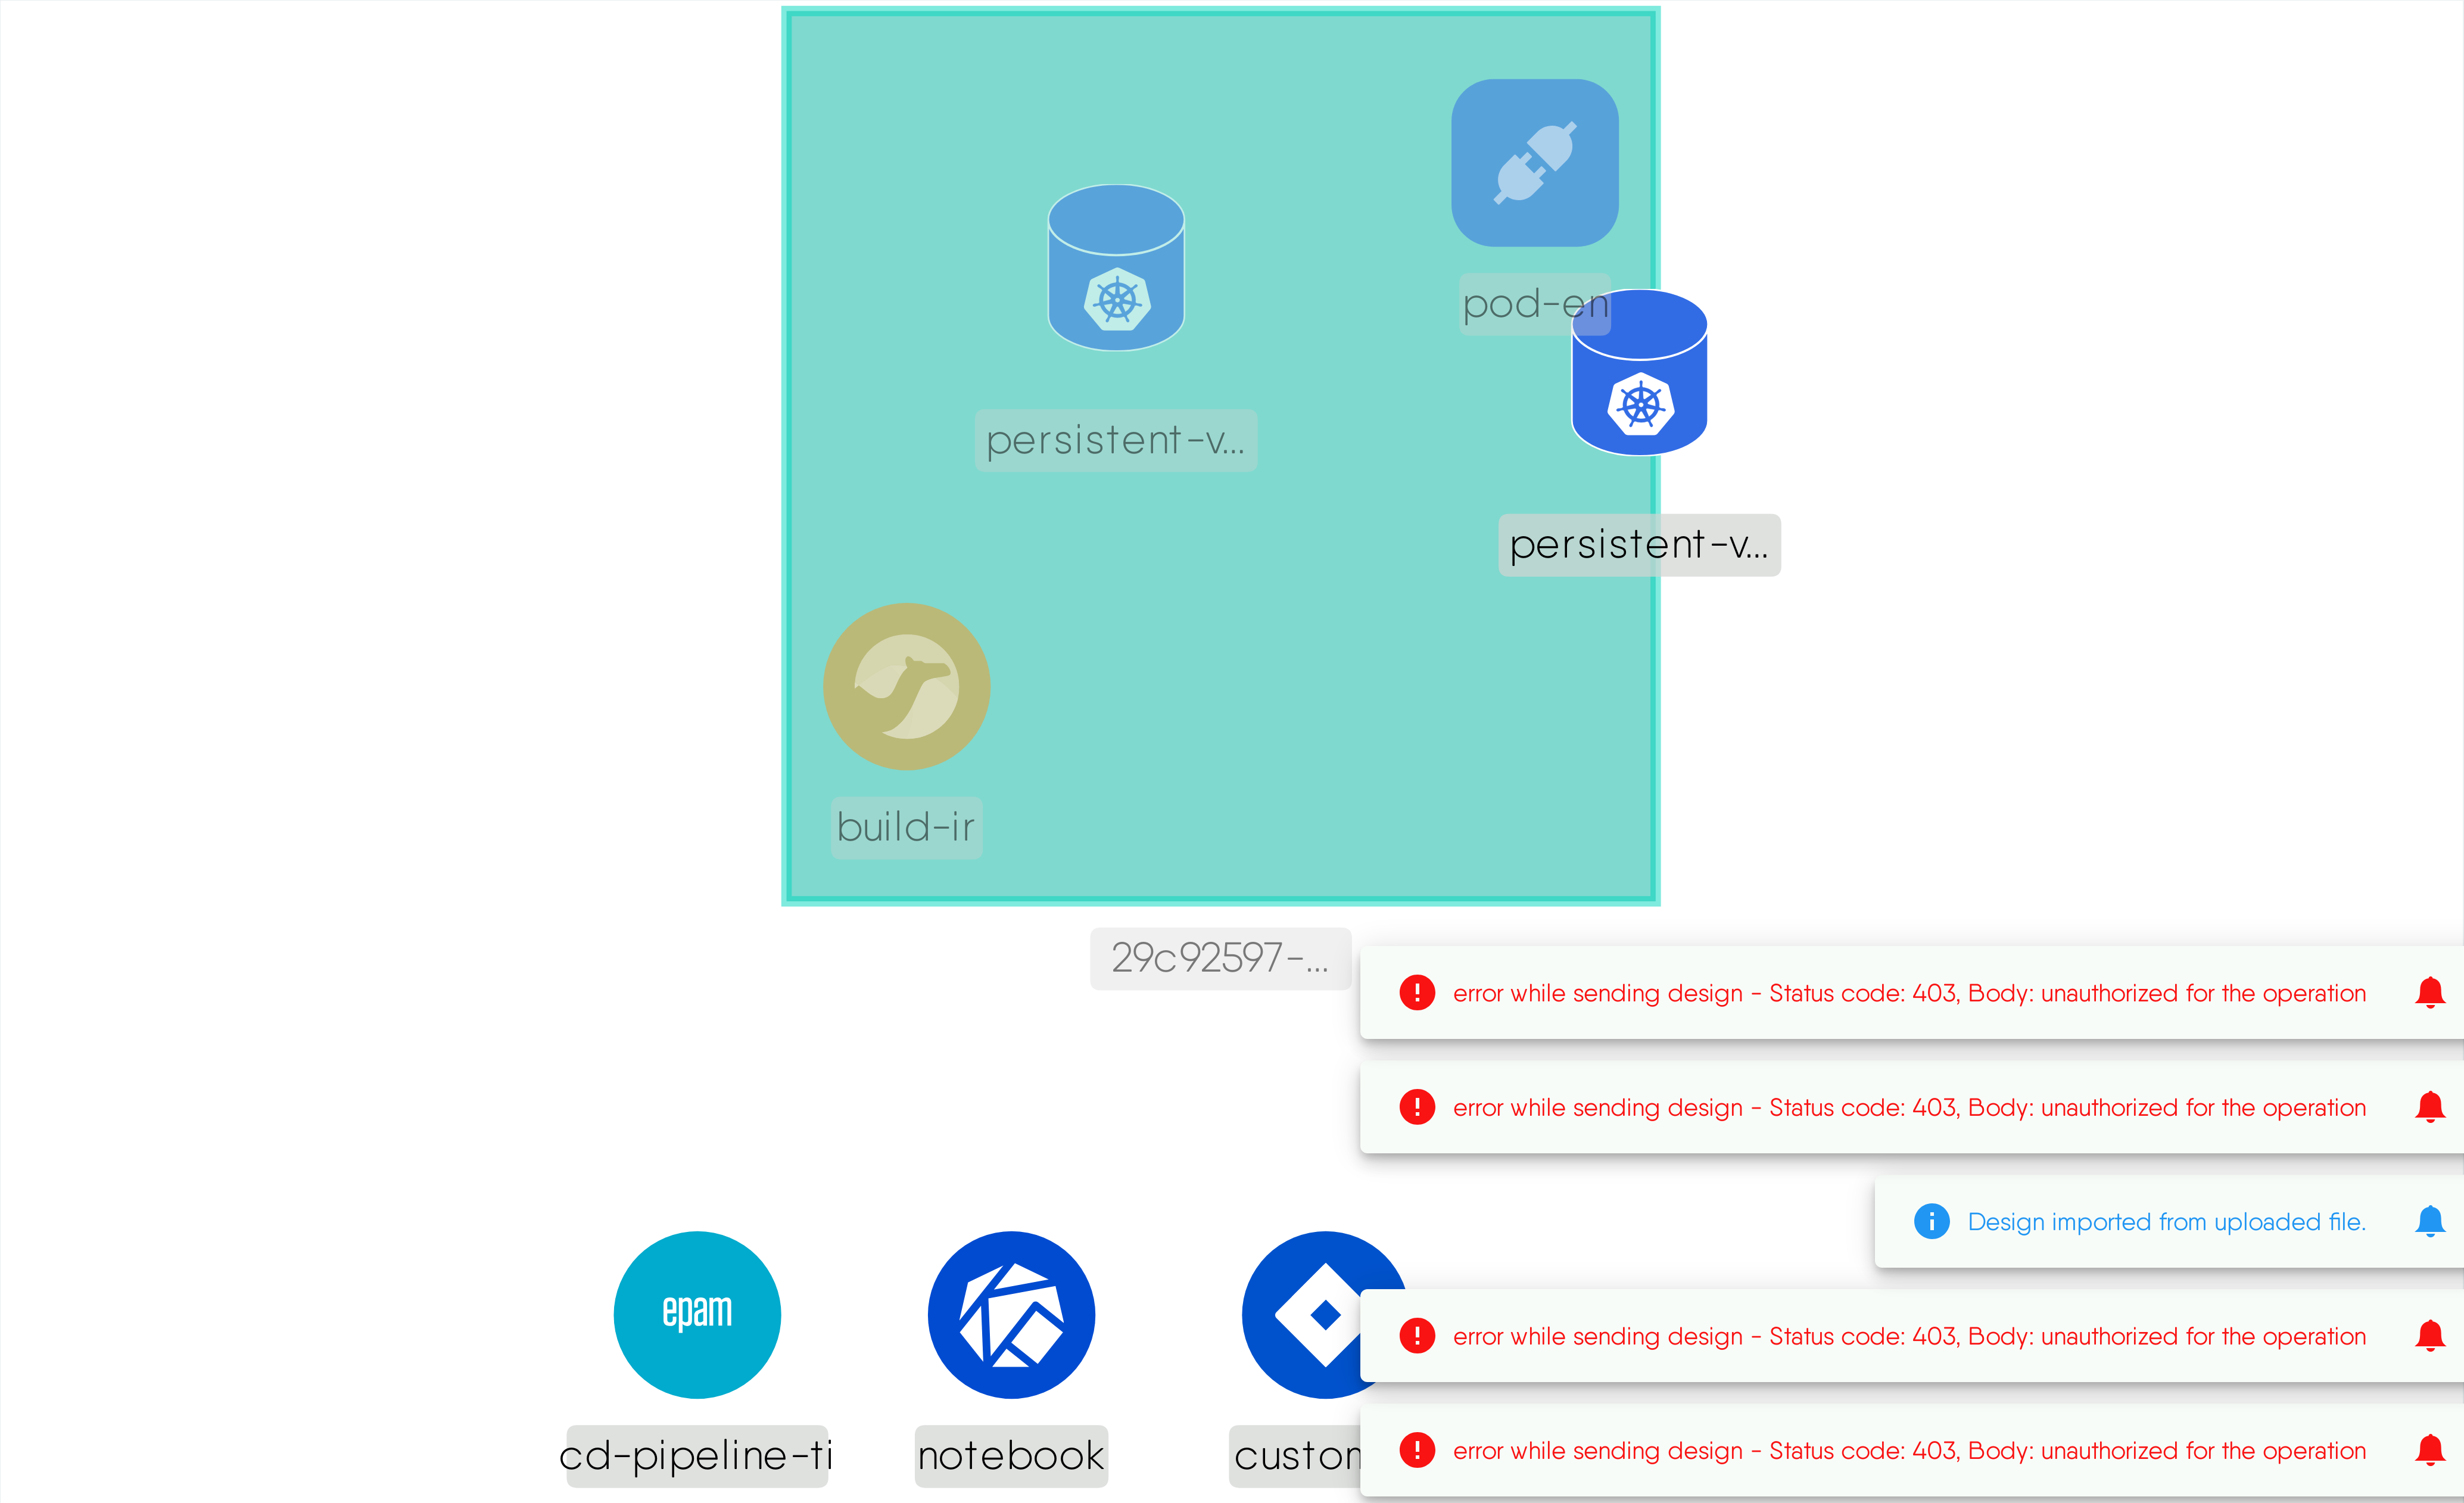 pod-en
persistent-v...
persistent-v...
build-ir
29c92597-...
error while sending design - Status code: 403, Body: unauthorized for the operation
error while sending design - Status code: 403, Body: unauthorized for the operation
Design imported from uploaded file.
epam
error while sending design - Status code: 403, Body: unauthorized for the operation
cd-pipeline-ti
notebook
error while sending design - Status code: 403, Body: unauthorized for the operation